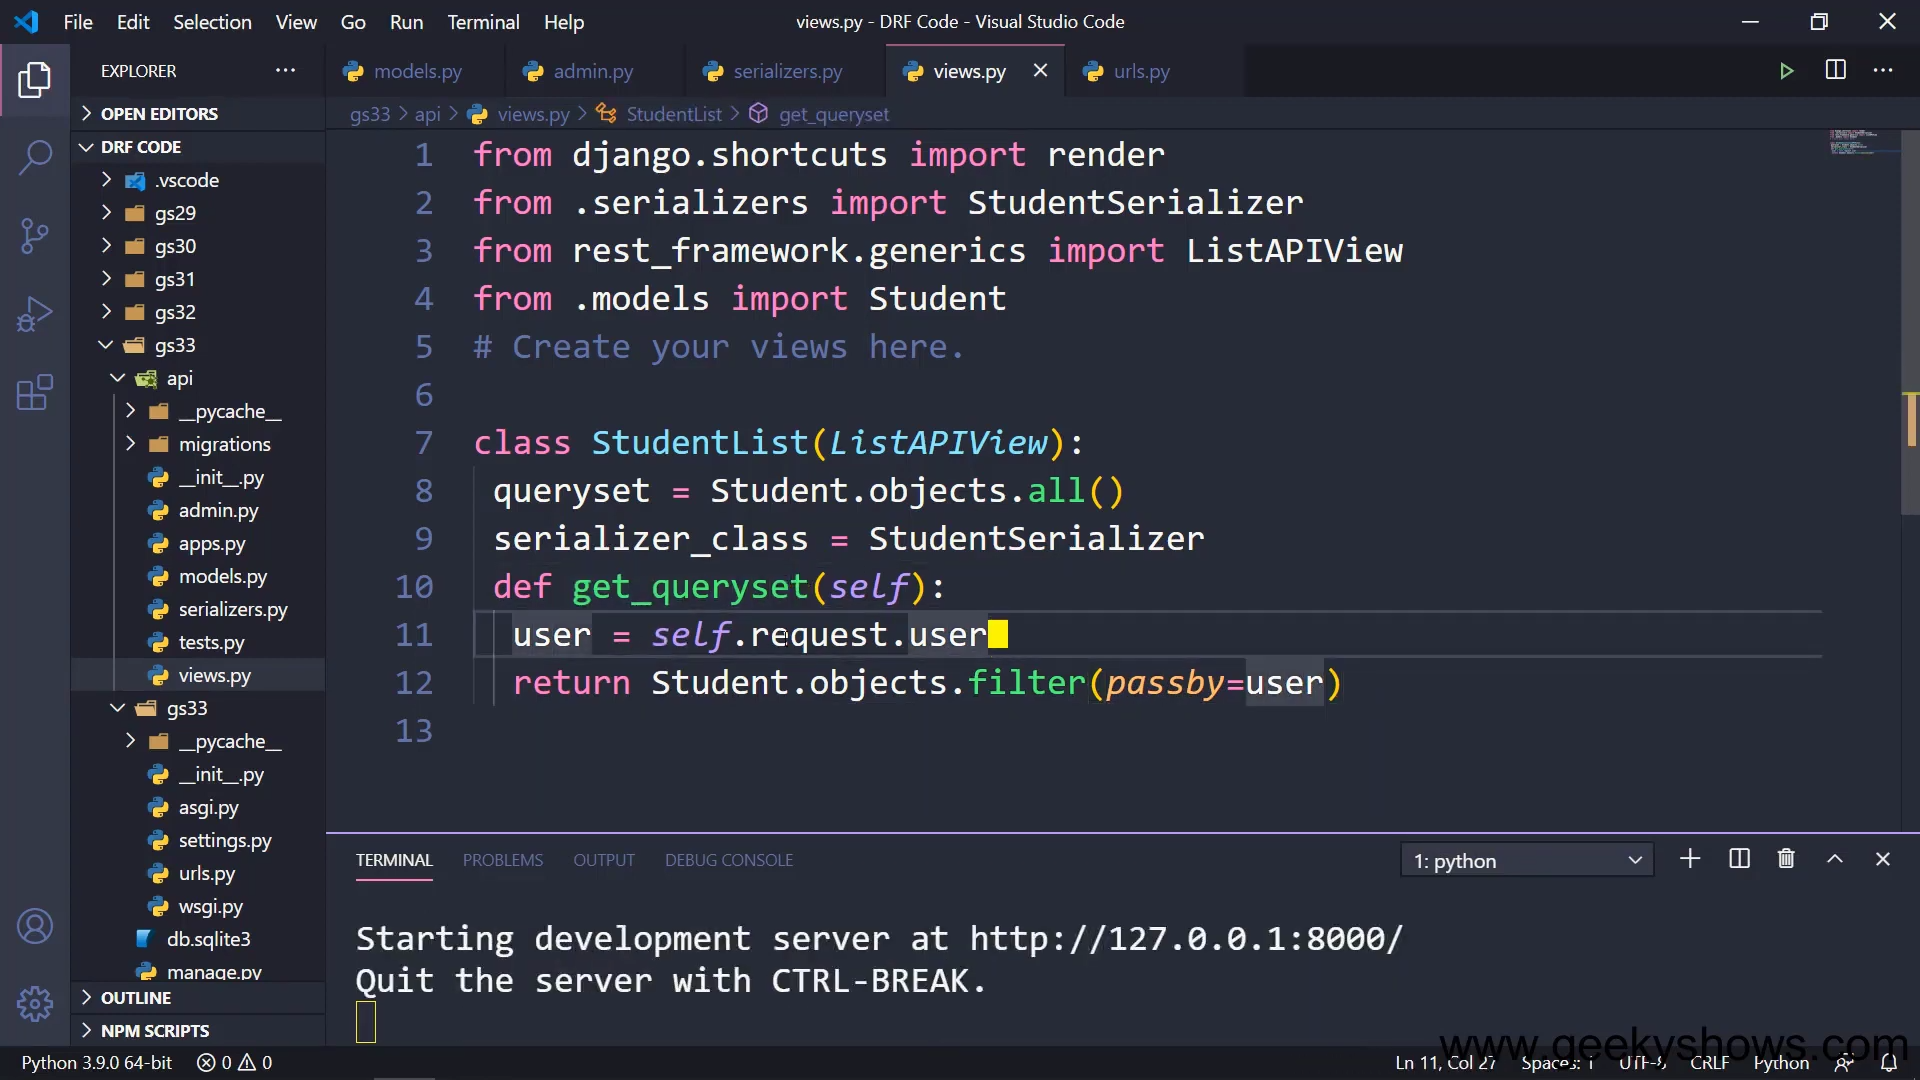 File Edit Selection View Go Run Terminal Help
views.py - DRF Code - Visual Studio Code
EXPLORER
models.py admin.py serializers.py views.py urls.py
OPEN EDITORS
gs33 > api > views.py > StudentList > get_queryset
DRF CODE
.vscode
gs29
gs30
gs31
gs32
gs33
api
__pycache__
migrations
__init__.py
admin.py
apps.py
models.py
serializers.py
tests.py
views.py
gs33
__pycache__
__init__.py
asgi.py
settings.py
urls.py
wsgi.py
db.sqlite3
manage.py
OUTLINE
NPM SCRIPTS
1 from django.shortcuts import render
2 from .serializers import StudentSerializer
3 from rest_framework.generics import ListAPIView
4 from .models import Student
5 # Create your views here.
6
7 class StudentList(ListAPIView):
8 queryset = Student.objects.all()
9 serializer_class = StudentSerializer
10 def get_queryset(self):
11 user = self.request.user
12 return Student.objects.filter(passby=user)
13
TERMINAL PROBLEMS OUTPUT DEBUG CONSOLE
1: python
Starting development server at http://127.0.0.1:8000/
Quit the server with CTRL-BREAK.
www.geekyshows.com
Python 3.9.0 64-bit 0 0
Ln 11, Col 27 Spaces: 1 UTF-8 CRLF Python